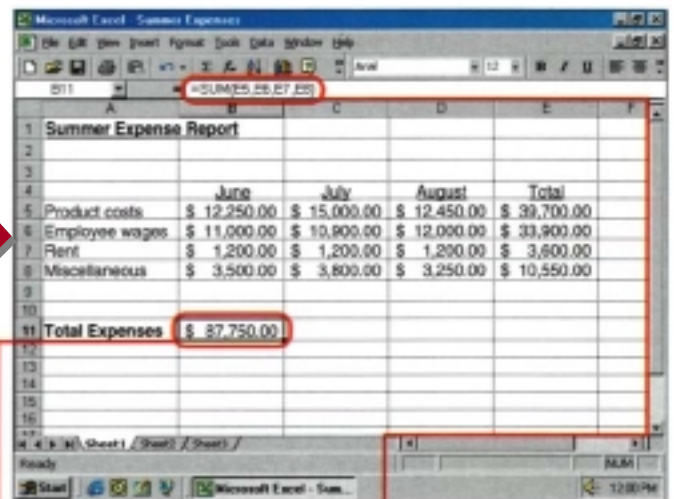 Microsoft Excel - Summer Expenses
File Edit View Insert Format Tools Data Window Help
Arial 12 B I U
B11 =SUM(E5,E6,E7,E8)
A B C D E F
1 Summer Expense Report
2
3
4 June July August Total
5 Product costs $ 12,250.00 $ 15,000.00 $ 12,450.00 $ 39,700.00
6 Employee wages $ 11,000.00 $ 10,900.00 $ 12,000.00 $ 33,900.00
7 Rent $ 1,200.00 $ 1,200.00 $ 1,200.00 $ 3,600.00
8 Miscellaneous $ 3,500.00 $ 3,800.00 $ 3,250.00 $ 10,550.00
9
10
11 Total Expenses $ 87,750.00
12
13
14
15
16
Sheet1 Sheet2 Sheet3
Ready NUM
Start Microsoft Excel - Sum... 12:00 PM